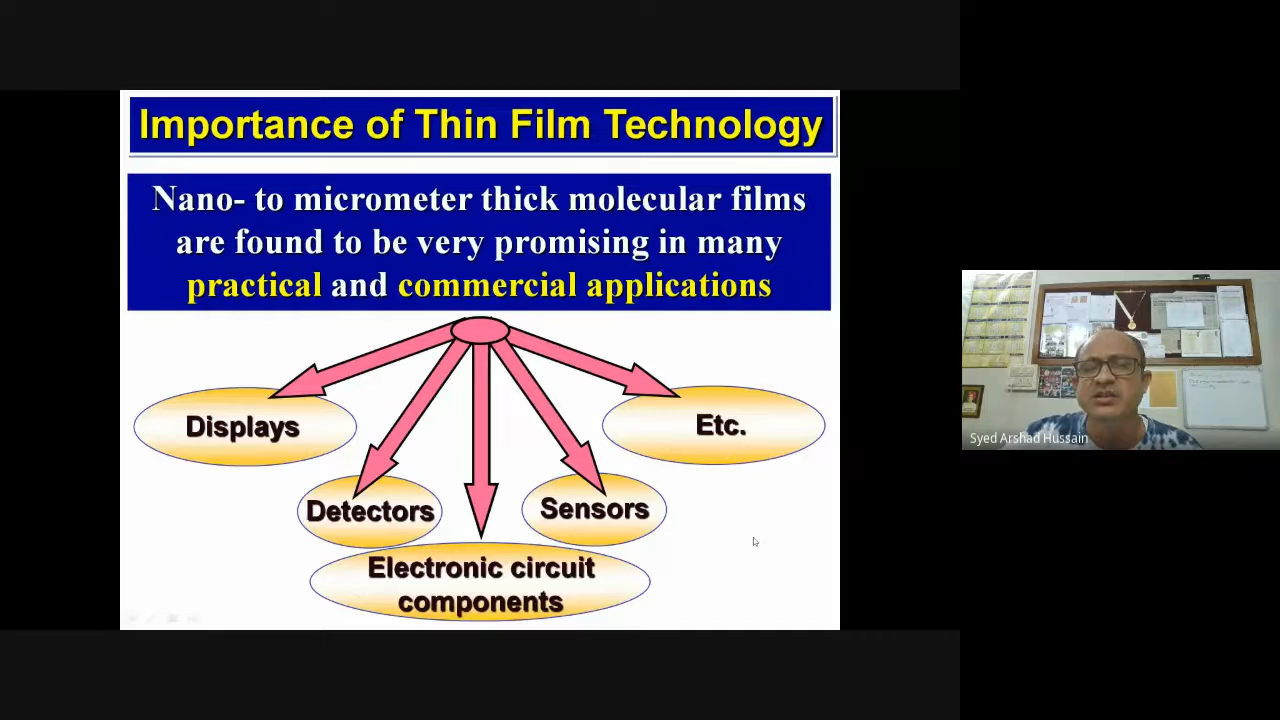 Importance of Thin Film Technology
Nano- to micrometer thick molecular films
are found to be very promising in many
practical and commercial applications
Displays
Etc.
Detectors
Sensors
Electronic circuit
components
Syed Arshad Hussain